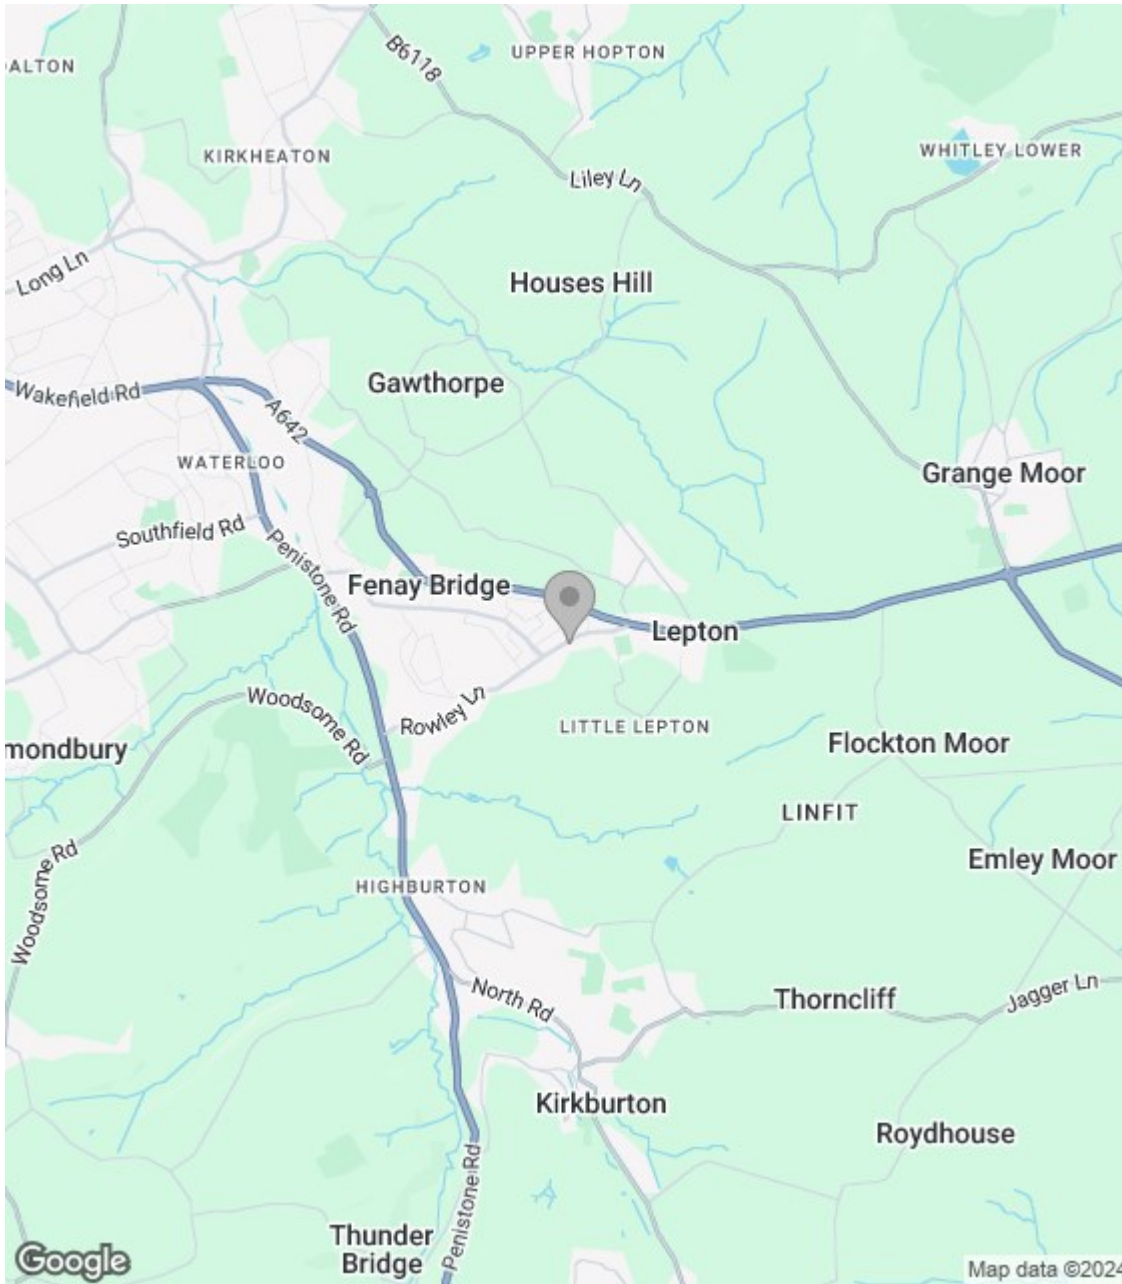 UPPER HOPTON
DALTON
B6118
KIRKHEATON
WHITLEY LOWER
Liley Ln
Long Ln
Houses Hill
Gawthorpe
Wakefield Rd
A642
WATERLOO
Grange Moor
Southfield Rd
Penistone Rd
Fenay Bridge
Lepton
Woodsome Rd
Rowley Ln
LITTLE LEPTON
mondbury
Flockton Moor
LINFIT
Woodsome Rd
Emley Moor
HIGHBURTON
North Rd
Thorncliff
Jagger Ln
Kirkburton
Roydhouse
Penistone Rd
Thunder
Bridge
Google
Map data ©2024